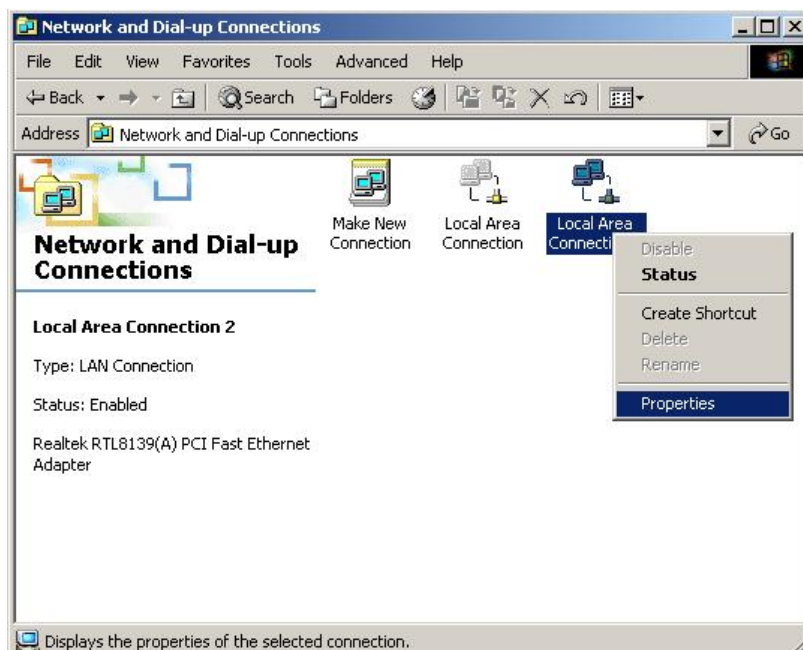 Network and Dial-up Connections
File Edit View Favorites Tools Advanced Help
Back Search Folders
Address Network and Dial-up Connections Go
Network and Dial-up
Connections
Local Area Connection 2
Type: LAN Connection
Status: Enabled
Realtek RTL8139(A) PCI Fast Ethernet
Adapter
Make New
Connection
Local Area
Connection
Local Area
Disable
Status
Create Shortcut
Delete
Rename
Properties
Displays the properties of the selected connection.